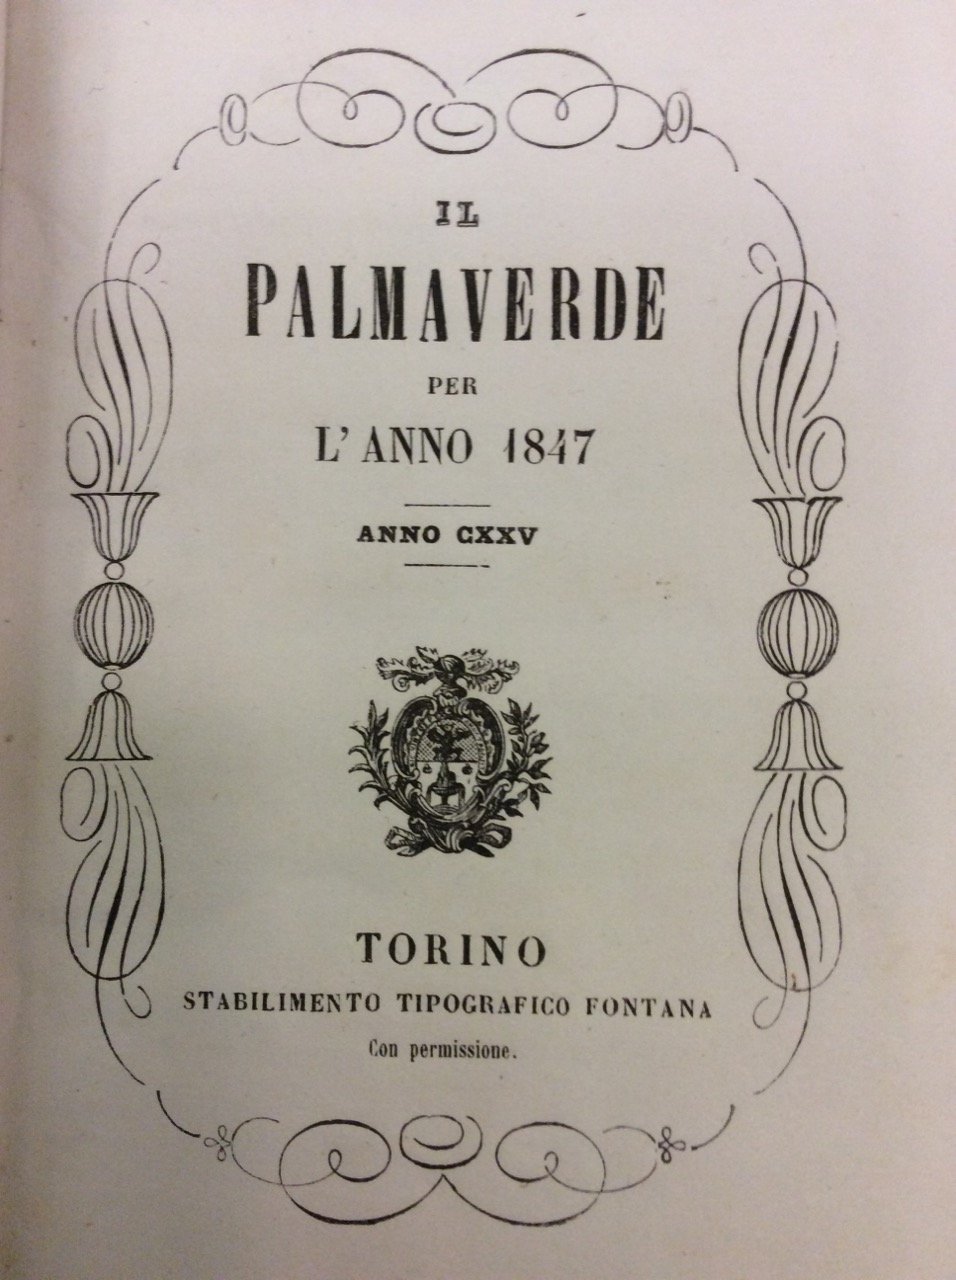 IL
PALMAVERDE
PER
L' ANNO 1847
ANNO CXXV
TORINO
STABILIMENTO TIPOGRAFICO FONTANA
Con permissione.